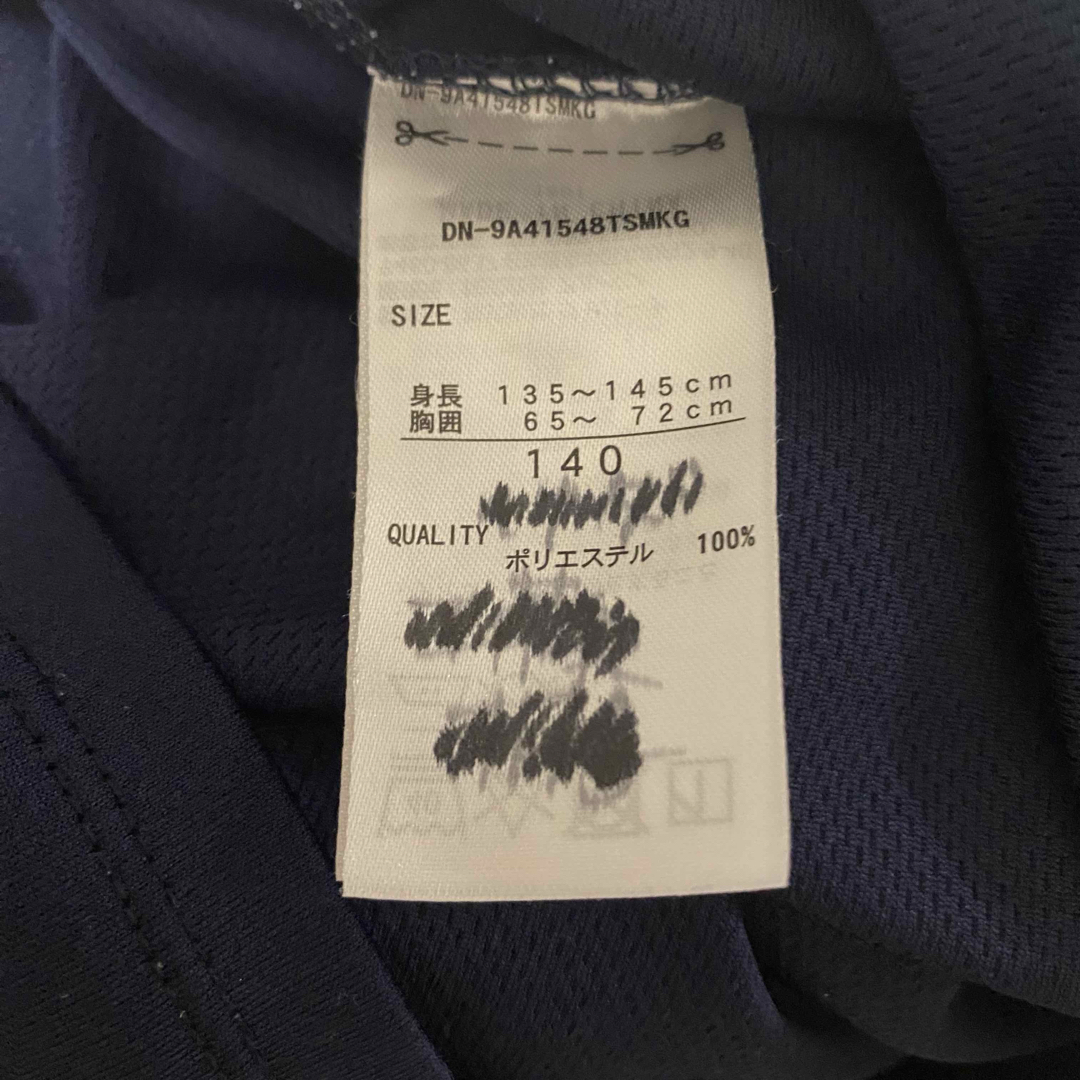 DN-9A41548TSMKG
DN-9A41548TSMKG
SIZE
身長 135～145cm
胸囲 65～ 72cm
140
QUALITY
ポリエステル 100%